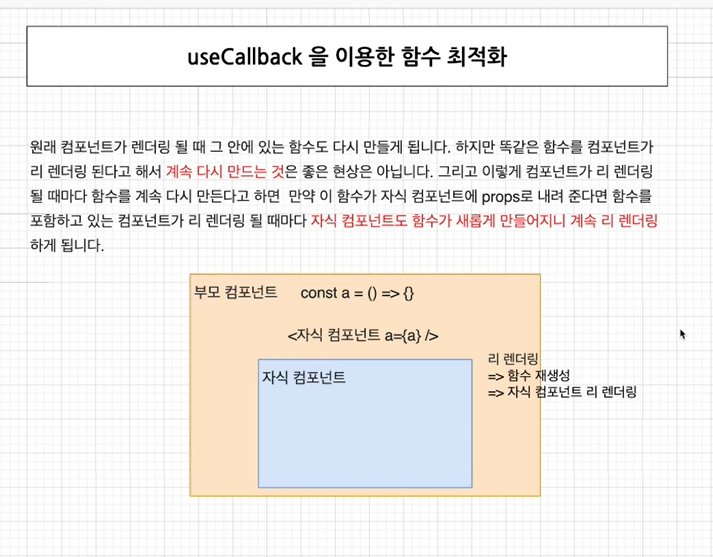 useCallback 을 이용한 함수 최적화
원래 컴포넌트가 렌더링 될 때 그 안에 있는 함수도 다시 만들게 됩니다. 하지만 똑같은 함수를 컴포넌트가
리 렌더링 된다고 해서 계속 다시 만드는 것은 좋은 현상은 아닙니다. 그리고 이렇게 컴포넌트가 리 렌더링
될 때마다 함수를 계속 다시 만든다고 하면 만약 이 함수가 자식 컴포넌트에 props로 내려 준다면 함수를
포함하고 있는 컴포넌트가 리 렌더링 될 때마다 자식 컴포넌트도 함수가 새롭게 만들어지니 계속 리 렌더링
하게 됩니다.
부모 컴포넌트 const a = () => {}
<자식 컴포넌트 a={a} />
자식 컴포넌트
리 렌더링
=> 함수 재생성
=> 자식 컴포넌트 리 렌더링